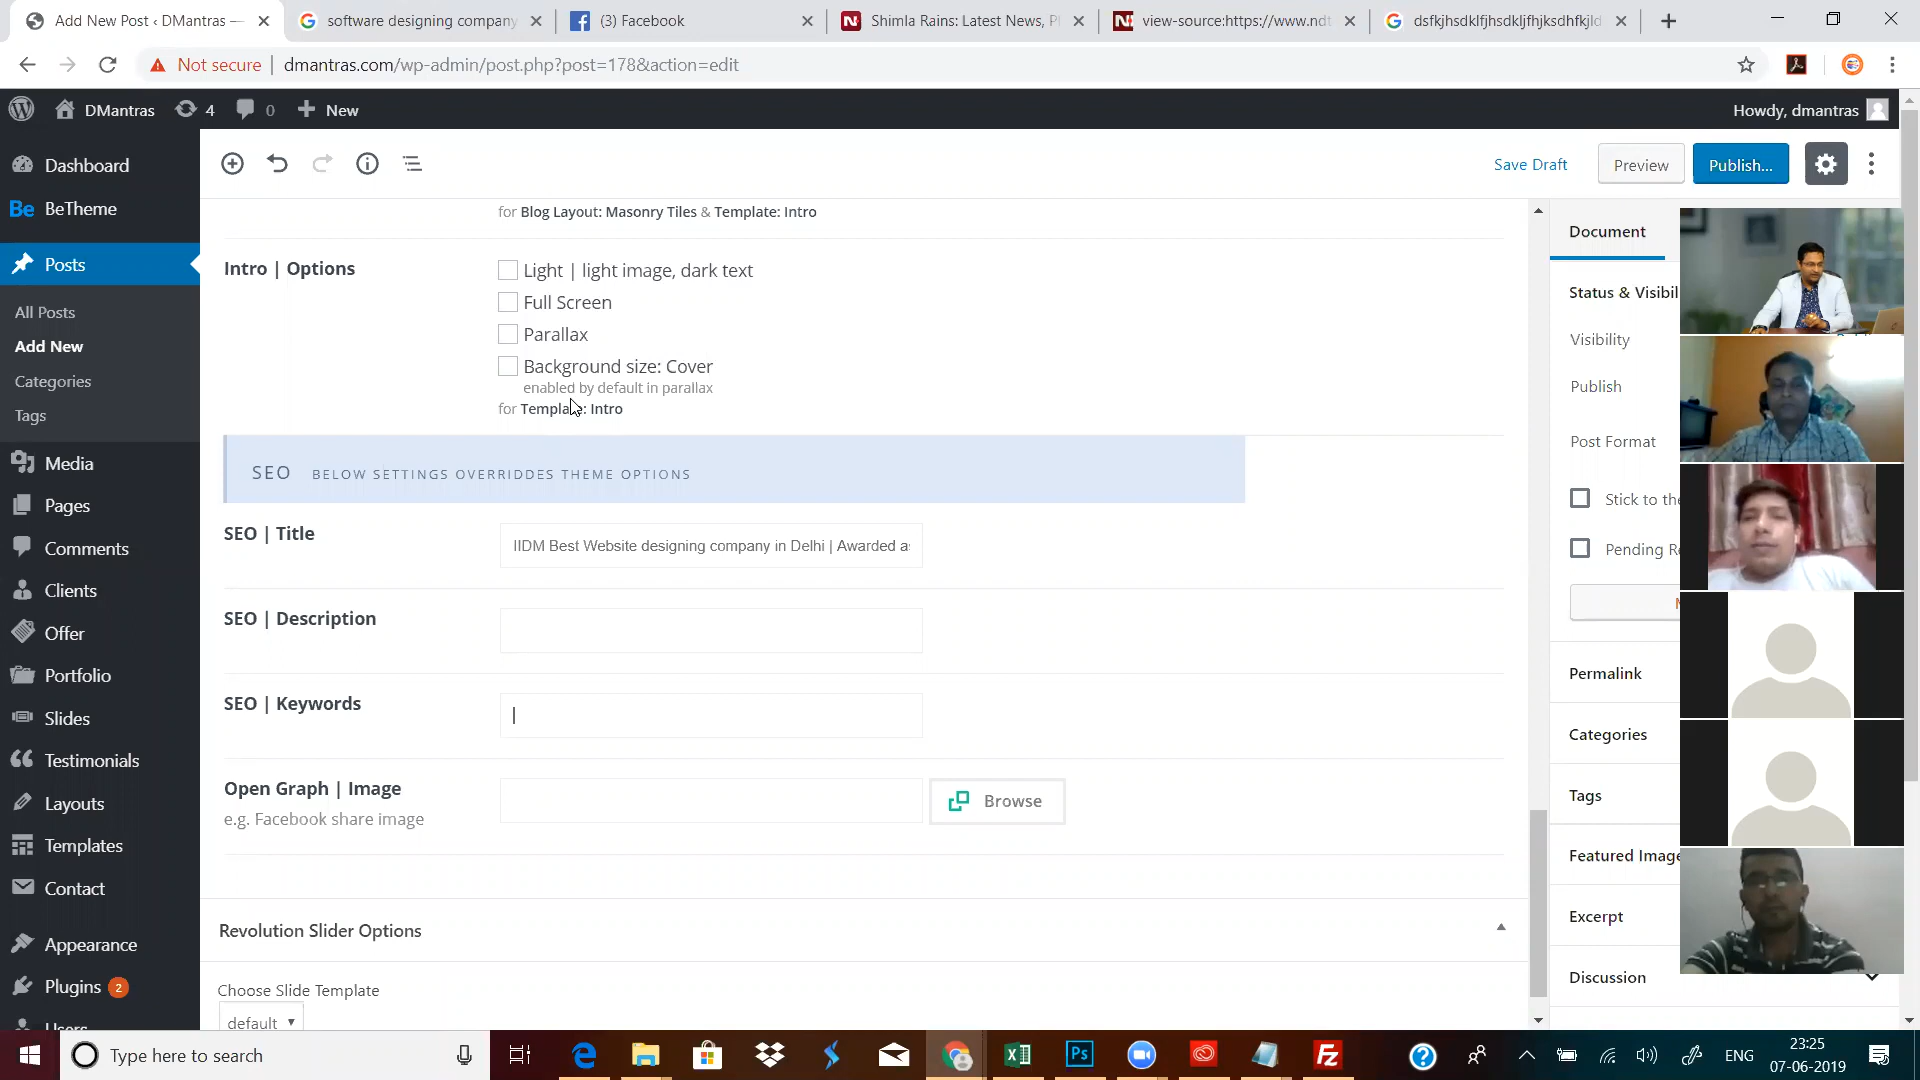 Add New Post ‹ DMantras —
software designing company
(3) Facebook
Shimla Rains: Latest News, P
view-source:https://www.ndt
dsfkjhsdklfjhsdkljfhjksdhfkjld
Not secure
dmantras.com/wp-admin/post.php?post=178&action=edit
DMantras
4
0
New
Howdy, dmantras
Dashboard
Be BeTheme
Posts
All Posts
Add New
Categories
Tags
Media
Pages
Comments
Clients
Offer
Portfolio
Slides
Testimonials
Layouts
Templates
Contact
Appearance
Plugins 2
Users
Save Draft
Preview
Publish...
for Blog Layout: Masonry Tiles & Template: Intro
Intro | Options
Light | light image, dark text
Full Screen
Parallax
Background size: Cover
enabled by default in parallax
for Template: Intro
SEO BELOW SETTINGS OVERRIDDES THEME OPTIONS
SEO | Title
IIDM Best Website designing company in Delhi | Awarded a
SEO | Description
SEO | Keywords
Open Graph | Image
e.g. Facebook share image
Browse
Revolution Slider Options
Choose Slide Template
default
Document
Status & Visibil
Visibility
Publish
Post Format
Stick to the
Pending Re
Permalink
Categories
Tags
Featured Image
Excerpt
Discussion
Type here to search
Ps
Fz
ENG
23:25
07-06-2019